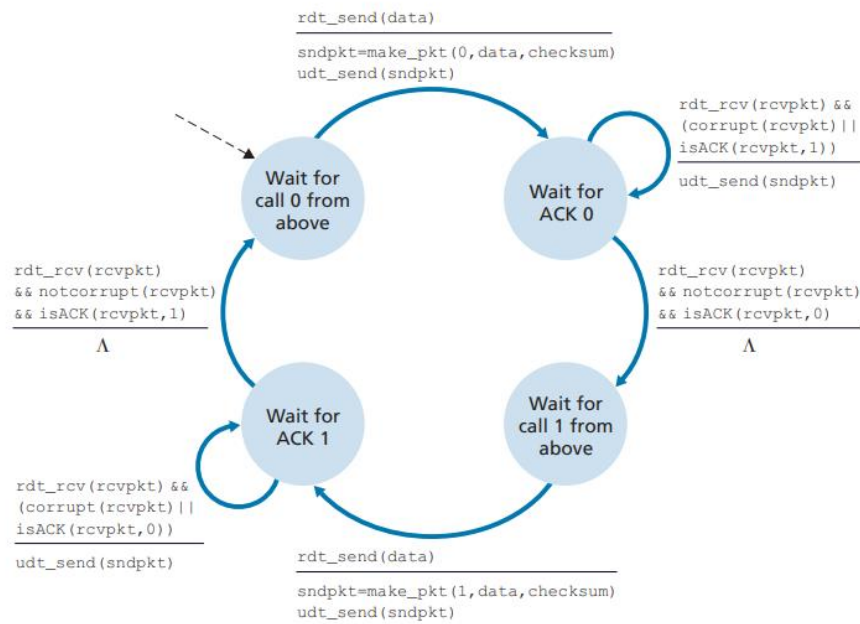 rdt_send(data)
sndpkt=make_pkt(0,data,checksum)
udt_send(sndpkt)
rdt_rcv(rcvpkt) &&
(corrupt(rcvpkt)||
isACK(rcvpkt,1))
udt_send(sndpkt)
Wait for
call 0 from
above
Wait for
ACK 0
rdt_rcv(rcvpkt)
&& notcorrupt(rcvpkt)
&& isACK(rcvpkt,1)
Λ
rdt_rcv(rcvpkt)
&& notcorrupt(rcvpkt)
&& isACK(rcvpkt,0)
Λ
Wait for
ACK 1
Wait for
call 1 from
above
rdt_rcv(rcvpkt) &&
(corrupt(rcvpkt)||
isACK(rcvpkt,0))
udt_send(sndpkt)
rdt_send(data)
sndpkt=make_pkt(1,data,checksum)
udt_send(sndpkt)